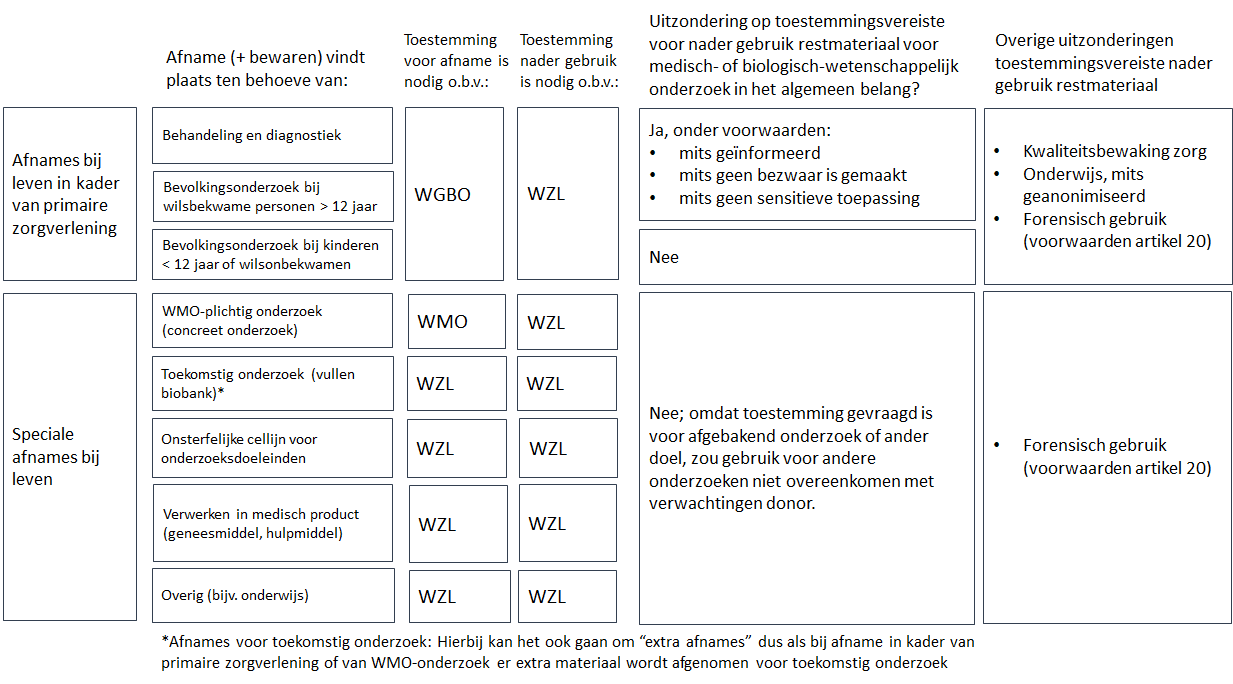 Afname (+ bewaren) vindt
plaats ten behoeve van:
Toestemming
voor afname is
nodig o.b.v.:
Toestemming
nader gebruik
is nodig o.b.v.:
Uitzondering op toestemmingsvereiste
voor nader gebruik restmateriaal voor
medisch- of biologisch-wetenschappelijk
onderzoek in het algemeen belang?
Overige uitzonderingen
toestemmingsvereiste nader
gebruik restmateriaal
Afnames bij
leven in kader
van primaire
zorgverlening
Behandeling en diagnostiek
Bevolkingsonderzoek bij
wilsbekwame personen > 12 jaar
Bevolkingsonderzoek bij kinderen
< 12 jaar of wilsonbekwamen
WGBO
WZL
Ja, onder voorwaarden:
• mits geïnformeerd
• mits geen bezwaar is gemaakt
• mits geen sensitieve toepassing
Nee
• Kwaliteitsbewaking zorg
• Onderwijs, mits
geanonimiseerd
• Forensisch gebruik
(voorwaarden artikel 20)
Speciale
afnames bij
leven
WMO-plichtig onderzoek
(concreet onderzoek)
WMO
WZL
Toekomstig onderzoek (vullen
biobank)*
WZL
WZL
Onsterfelijke cellijn voor
onderzoeksdoeleinden
WZL
WZL
Verwerken in medisch product
(geneesmiddel, hulpmiddel)
WZL
WZL
Overig (bijv. onderwijs)
WZL
WZL
Nee; omdat toestemming gevraagd is
voor afgebakend onderzoek of ander
doel, zou gebruik voor andere
onderzoeken niet overeenkomen met
verwachtingen donor.
• Forensisch gebruik
(voorwaarden artikel 20)
*Afnames voor toekomstig onderzoek: Hierbij kan het ook gaan om “extra afnames” dus als bij afname in kader van
primaire zorgverlening of van WMO-onderzoek er extra materiaal wordt afgenomen voor toekomstig onderzoek